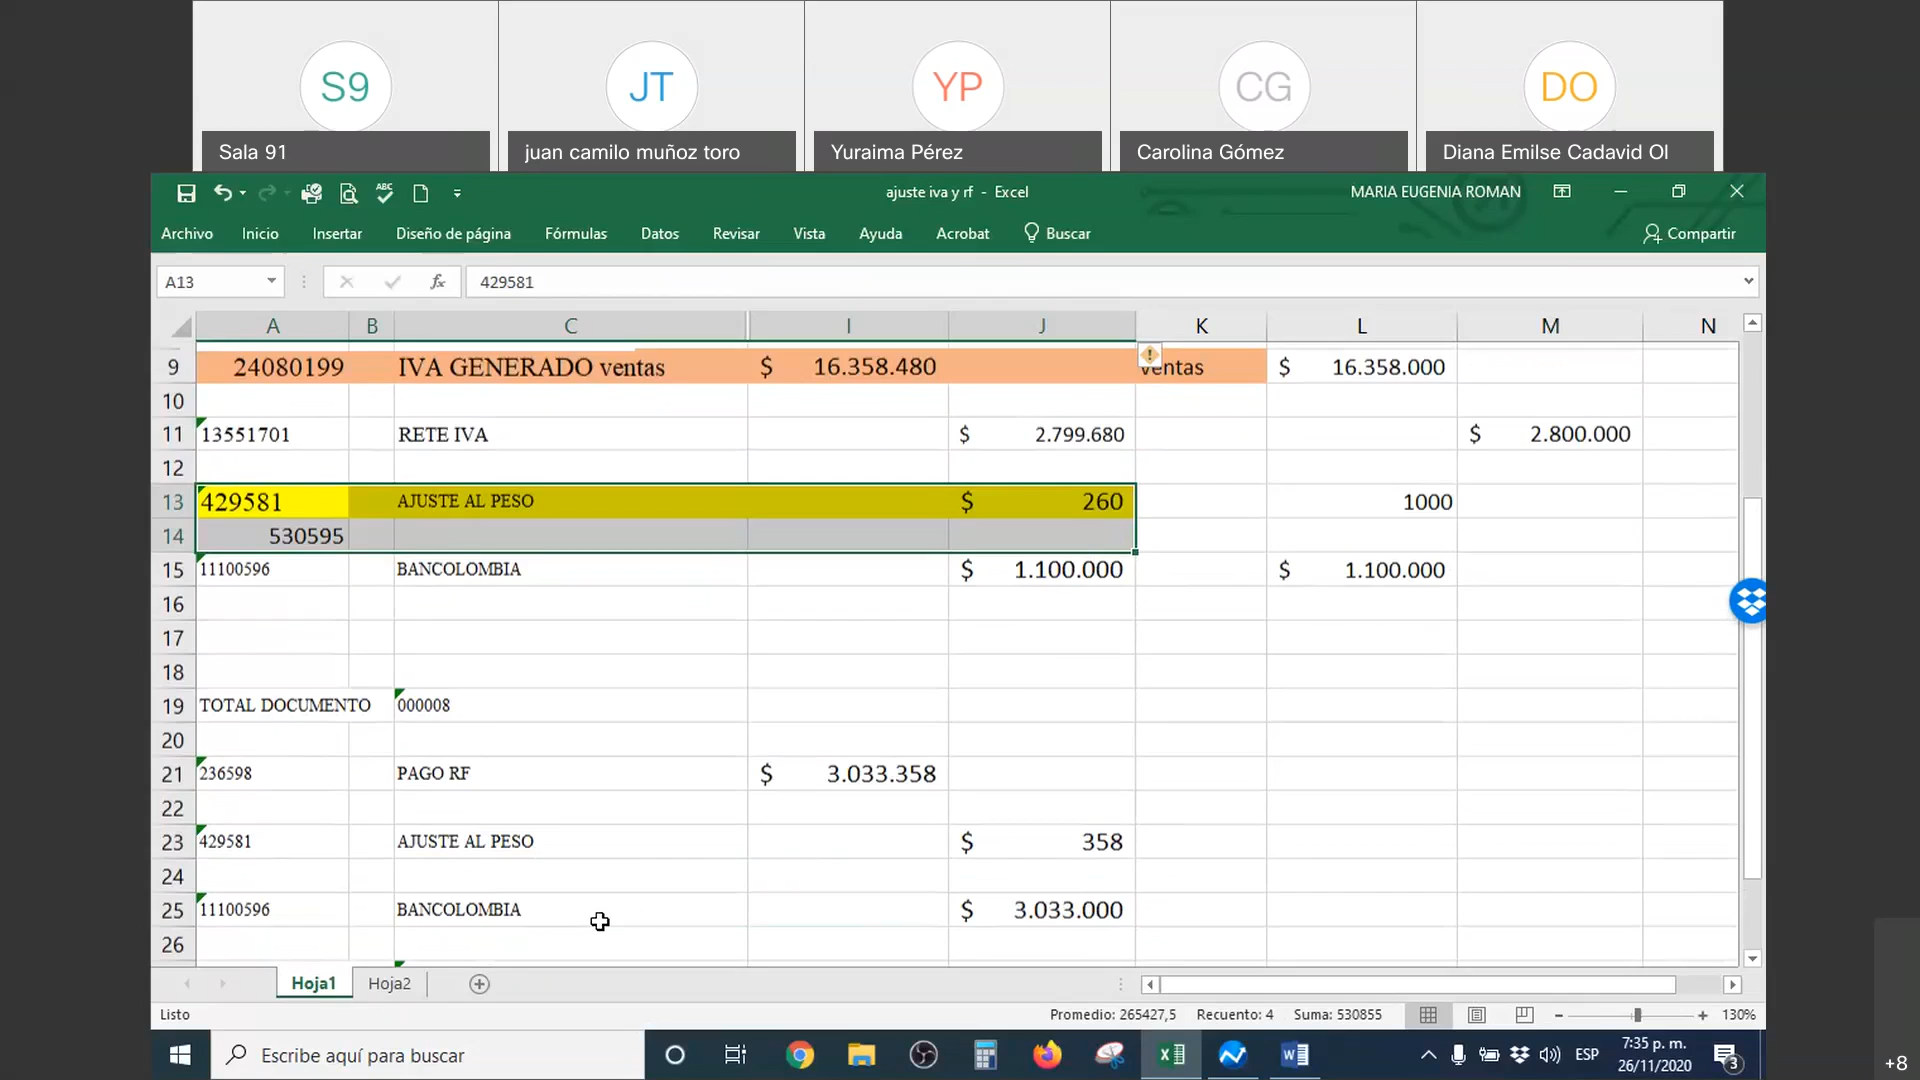 S9 JT YP CG DO
Sala 91 juan camilo muñoz toro Yuraima Pérez Carolina Gómez Diana Emilse Cadavid Ol
ABC ajuste iva y rf - Excel MARIA EUGENIA ROMAN
Archivo Inicio Insertar Diseño de página Fórmulas Datos Revisar Vista Ayuda Acrobat Buscar Compartir
A13 fx 429581
A B C I J K L M N
9 24080199 IVA GENERADO ventas $ 16.358.480 ventas $ 16.358.000
10
11 13551701 RETE IVA $ 2.799.680 $ 2.800.000
12
13 429581 AJUSTE AL PESO $ 260 1000
14 530595
15 11100596 BANCOLOMBIA $ 1.100.000 $ 1.100.000
16
17
18
19 TOTAL DOCUMENTO 000008
20
21 236598 PAGO RF $ 3.033.358
22
23 429581 AJUSTE AL PESO $ 358
24
25 11100596 BANCOLOMBIA $ 3.033.000
26
Hoja1 Hoja2
Listo Promedio: 265427,5 Recuento: 4 Suma: 530855 130%
Escribe aquí para buscar ESP 7:35 p. m.
26/11/2020 3
+8